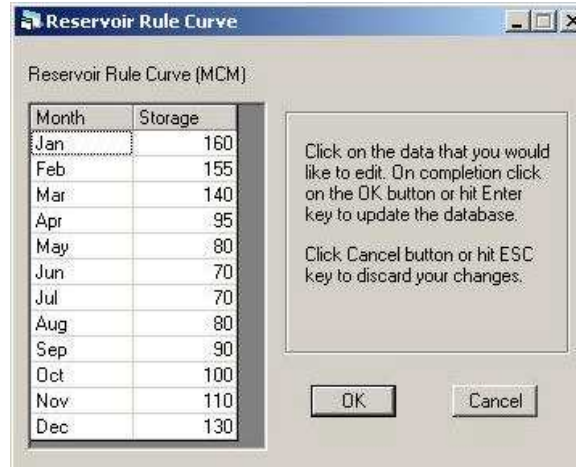 Reservoir Rule Curve
Reservoir Rule Curve (MCM)
Month Storage
Jan 160
Feb 155
Mar 140
Apr 95
May 80
Jun 70
Jul 70
Aug 80
Sep 90
Oct 100
Nov 110
Dec 130
Click on the data that you would
like to edit. On completion click
on the OK button or hit Enter
key to update the database.
Click Cancel button or hit ESC
key to discard your changes.
OK Cancel